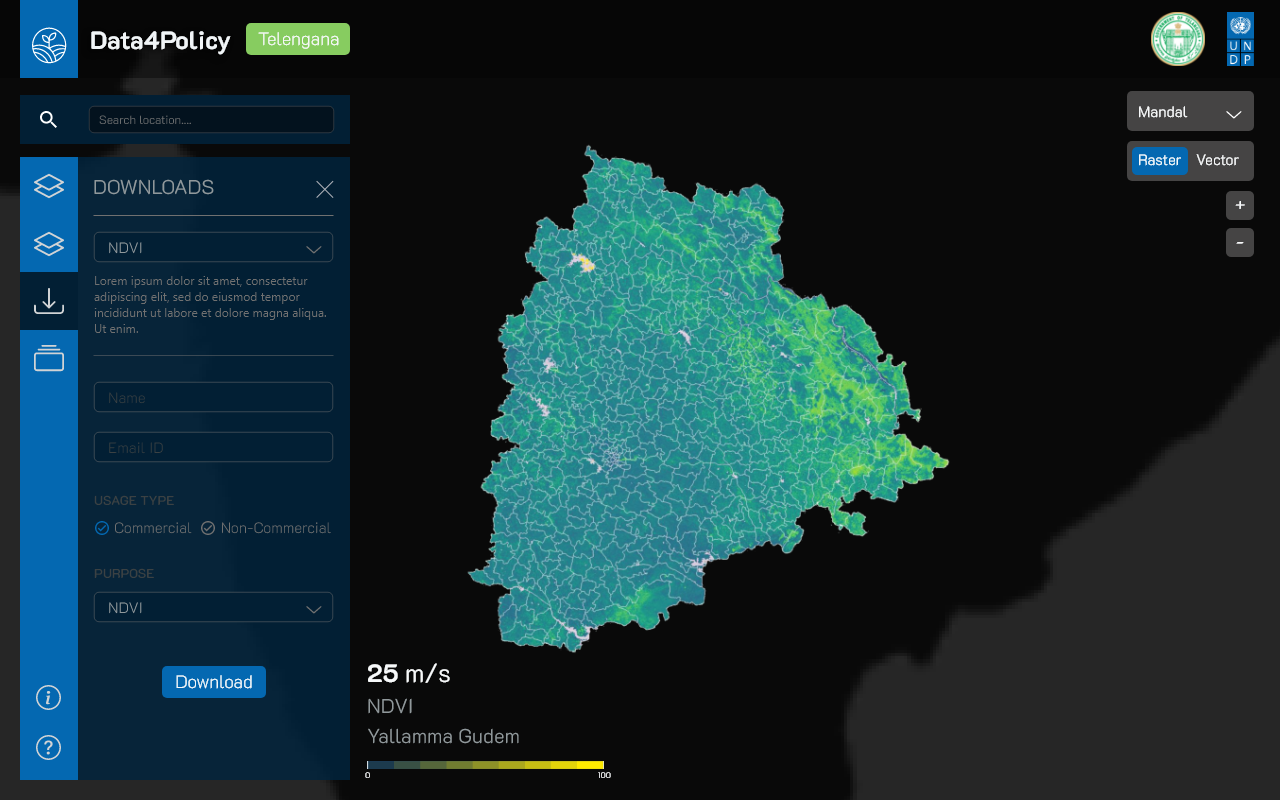 Data4Policy
Telengana
UN
DP
Search location....
Mandal
Raster Vector
+
-
DOWNLOADS
NDVI
Lorem ipsum dolor sit amet, consectetur
adipiscing elit, sed do eiusmod tempor
incididunt ut labore et dolore magna aliqua.
Ut enim.
Name
Email ID
USAGE TYPE
Commercial Non-Commercial
PURPOSE
NDVI
Download
i
?
25 m/s
NDVI
Yallamma Gudem
0 100